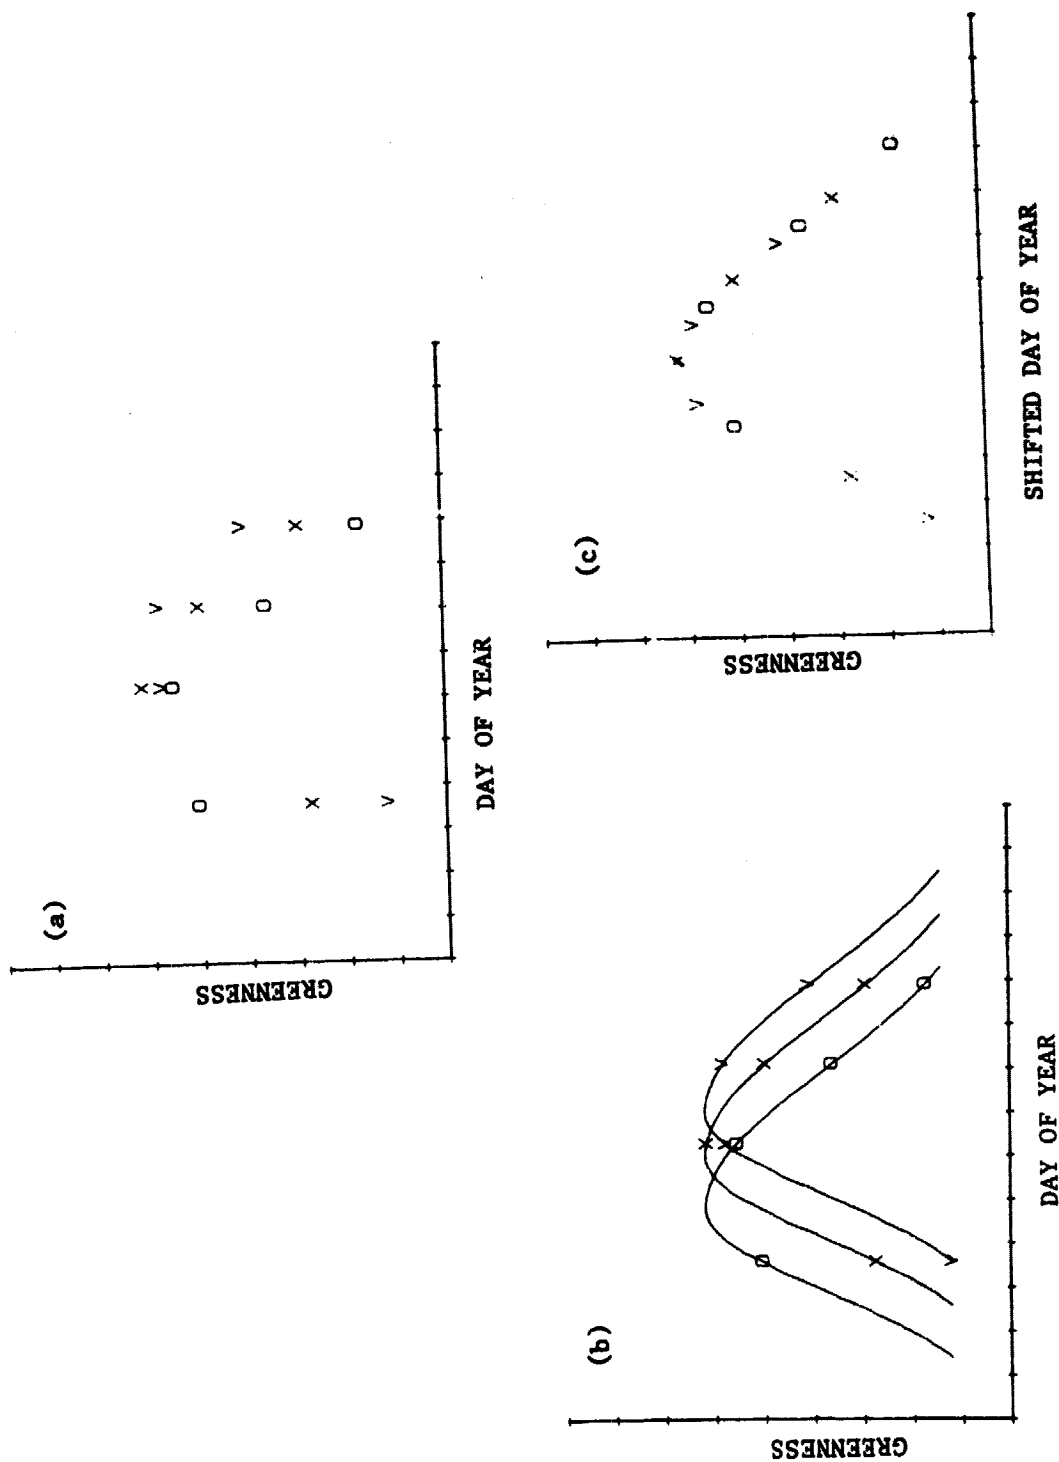 (a)
GREENNESS
DAY OF YEAR
(b)
GREENNESS
DAY OF YEAR
(c)
GREENNESS
SHIFTED DAY OF YEAR